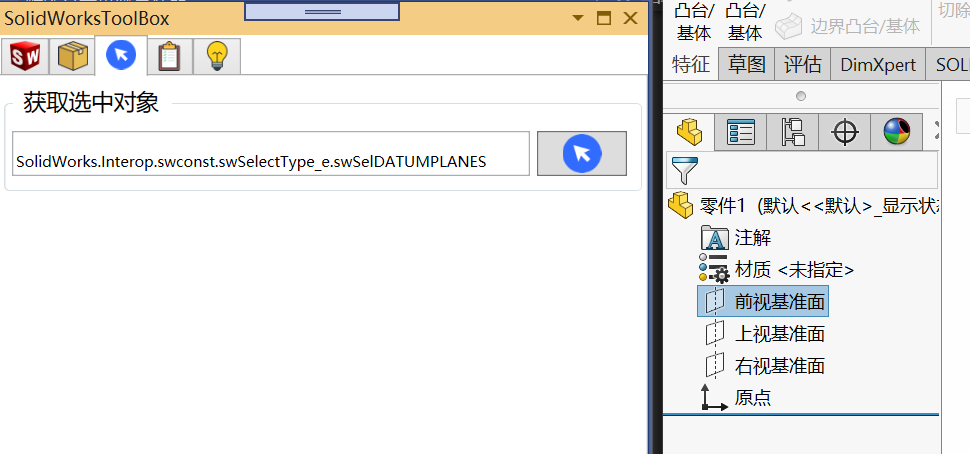 SolidWorksToolBox
SW
获取选中对象
SolidWorks.Interop.swconst.swSelectType_e.swSelDATUMPLANES
凸台/
基体
凸台/
基体
边界凸台/基体
切除
特征
草图
评估
DimXpert
SOL
零件1 (默认<<默认>_显示状态
A
注解
材质 <未指定>
前视基准面
上视基准面
右视基准面
原点